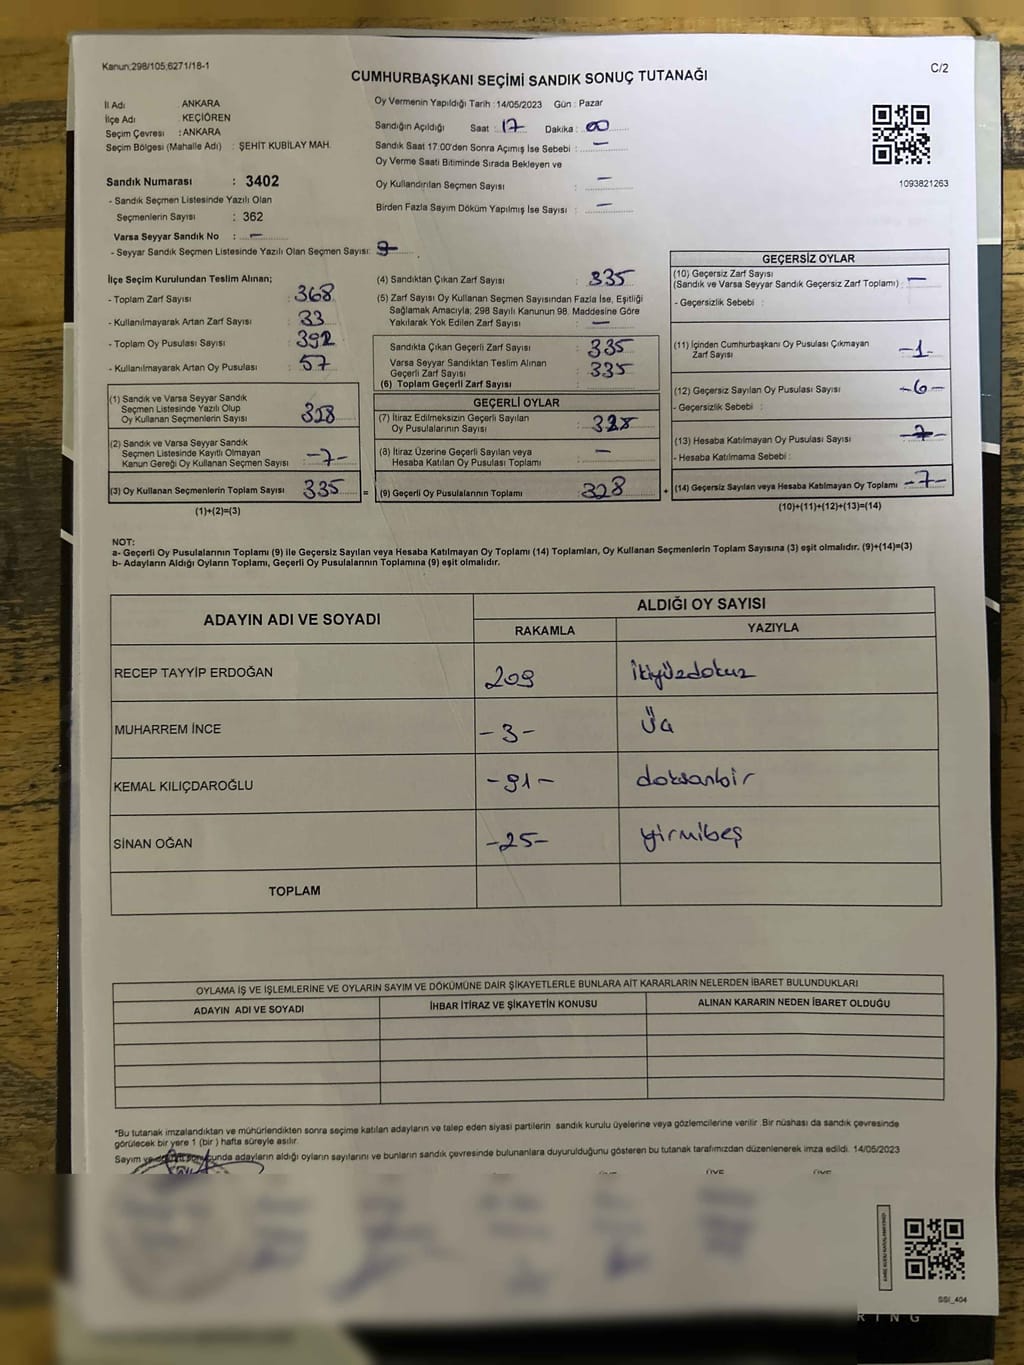 Kanun:298/105;6271/18-1
C/2
CUMHURBAŞKANI SEÇİMİ SANDIK SONUÇ TUTANAĞI
İl Adı : ANKARA
İlçe Adı : KEÇİÖREN
Seçim Çevresi : ANKARA
Seçim Bölgesi (Mahalle Adı) : ŞEHİT KUBİLAY MAH.
Sandık Numarası : 3402
- Sandık Seçmen Listesinde Yazılı Olan
Seçmenlerin Sayısı : 362
Varsa Seyyar Sandık No : -
- Seyyar Sandık Seçmen Listesinde Yazılı Olan Seçmen Sayısı:
Oy Vermenin Yapıldığı Tarih : 14/05/2023 Gün : Pazar
Sandığın Açıldığı Saat : 17 Dakika : 00
Sandık Saat 17:00'den Sonra Açımış İse Sebebi : -
Oy Verme Saati Bitiminde Sırada Bekleyen ve
Oy Kullandırılan Seçmen Sayısı : -
Birden Fazla Sayım Döküm Yapılmış İse Sayısı : -
1093821263
İlçe Seçim Kurulundan Teslim Alınan;
- Toplam Zarf Sayısı : 368
- Kullanılmayarak Artan Zarf Sayısı : 33
- Toplam Oy Pusulası Sayısı : 392
- Kullanılmayarak Artan Oy Pusulası : 57
(1) Sandık ve Varsa Seyyar Sandık
Seçmen Listesinde Yazılı Olup
Oy Kullanan Seçmenlerin Sayısı 328
(2) Sandık ve Varsa Seyyar Sandık
Seçmen Listesinde Kayıtlı Olmayan
Kanun Gereği Oy Kullanan Seçmen Sayısı -7-
(3) Oy Kullanan Seçmenlerin Toplam Sayısı 335 =
(1)+(2)=(3)
(4) Sandıktan Çıkan Zarf Sayısı : 335
(5) Zarf Sayısı Oy Kullanan Seçmen Sayısından Fazla İse, Eşitliği
Sağlamak Amacıyla; 298 Sayılı Kanunun 98. Maddesine Göre
Yakılarak Yok Edilen Zarf Sayısı : -
Sandıkta Çıkan Geçerli Zarf Sayısı : 335
Varsa Seyyar Sandıktan Teslim Alınan
Geçerli Zarf Sayısı : 335
(6) Toplam Geçerli Zarf Sayısı :
GEÇERLİ OYLAR
(7) İtiraz Edilmeksizin Geçerli Sayılan
Oy Pusulalarının Sayısı : 328
(8) İtiraz Üzerine Geçerli Sayılan veya
Hesaba Katılan Oy Pusulası Toplamı : -
(9) Geçerli Oy Pusulalarının Toplamı 328 +
GEÇERSİZ OYLAR
(10) Geçersiz Zarf Sayısı
(Sandık ve Varsa Seyyar Sandık Geçersiz Zarf Toplamı) : -
- Geçersizlik Sebebi :
(11) İçinden Cumhurbaşkanı Oy Pusulası Çıkmayan
Zarf Sayısı -1-
(12) Geçersiz Sayılan Oy Pusulası Sayısı -6-
- Geçersizlik Sebebi :
(13) Hesaba Katılmayan Oy Pusulası Sayısı
- Hesaba Katılmama Sebebi :
(14) Geçersiz Sayılan veya Hesaba Katılmayan Oy Toplamı -7-
(10)+(11)+(12)+(13)=(14)
NOT:
a- Geçerli Oy Pusulalarının Toplamı (9) ile Geçersiz Sayılan veya Hesaba Katılmayan Oy Toplamı (14) Toplamları, Oy Kullanan Seçmenlerin Toplam Sayısına (3) eşit olmalıdır. (9)+(14)=(3)
b- Adayların Aldığı Oyların Toplamı, Geçerli Oy Pusulalarının Toplamına (9) eşit olmalıdır.
ADAYIN ADI VE SOYADI
ALDIĞI OY SAYISI
RAKAMLA YAZIYLA
RECEP TAYYİP ERDOĞAN 209 ikiyüzdokuz
MUHARREM İNCE -3- Üç
KEMAL KILIÇDAROĞLU -91- doksanbir
SİNAN OĞAN -25- yirmibeş
TOPLAM
OYLAMA İŞ VE IŞLEMLERİNE VE OYLARIN SAYIM VE DÖKÜMÜNE DAİR ŞİKAYETLERLE BUNLARA AİT KARARLARIN NELERDEN İBARET BULUNDUKLARI
ADAYIN ADI VE SOYADI İHBAR İTİRAZ VE ŞİKAYETİN KONUSU ALINAN KARARIN NEDEN İBARET OLDUĞU
*Bu tutanak imzalandıktan ve mühürlendikten sonra seçime katılan adayların ve talep eden siyasi partilerin sandık kurulu üyelerine veya gözlemcilerine verilir. Bir nüshası da sandık çevresinde
görülecek bir yere 1 (bir ) hafta süreyle asılır.
Sayım ve sonucunda adayların aldığı oyların sayılarını ve bunların sandık çevresinde bulunanlara duyurulduğunu gösteren bu tutanak tarafımızdan düzenlenerek imza edildi. 14/05/2023
ÜYE ÜYE ÜYE
SSI_404
RING